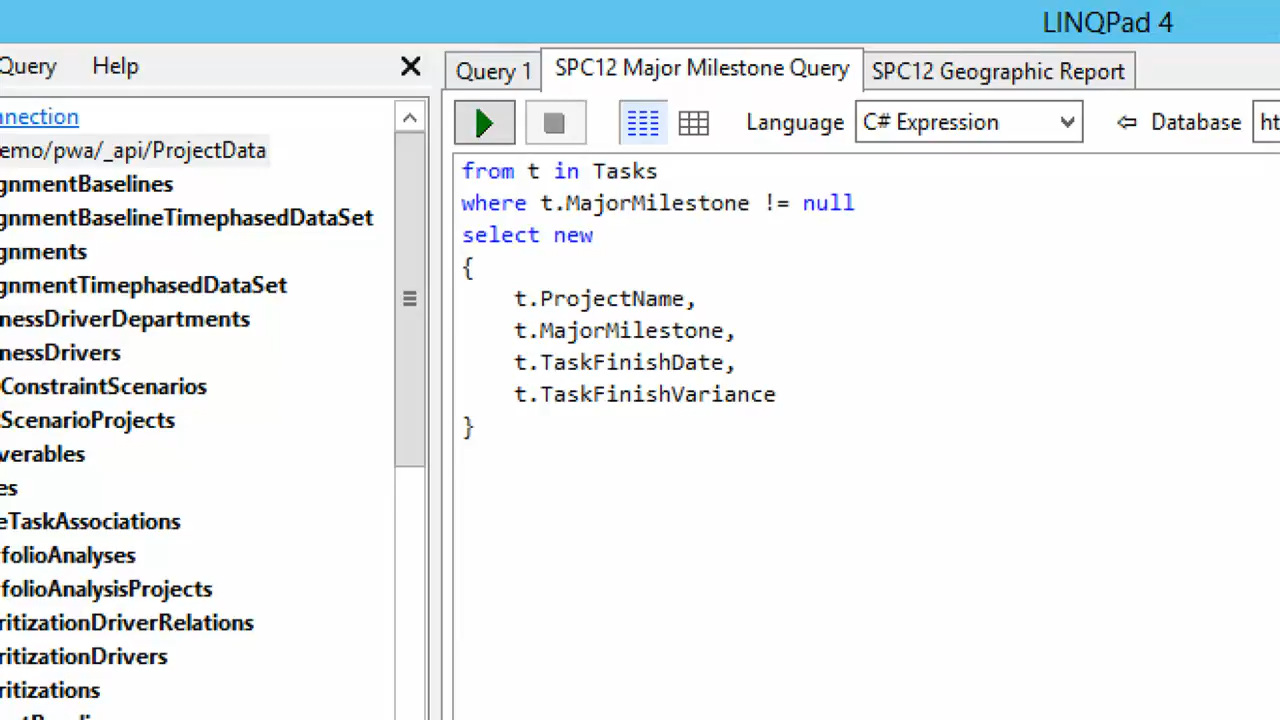 LINQPad 4
Query Help
Query 1 SPC12 Major Milestone Query SPC12 Geographic Report
Language C# Expression Database ht
nnection
emo/pwa/_api/ProjectData
gnmentBaselines
gnmentBaselineTimephasedDataSet
gnments
gnmentTimephasedDataSet
nessDriverDepartments
nessDrivers
ConstraintScenarios
ScenarioProjects
verables
es
eTaskAssociations
folioAnalyses
folioAnalysisProjects
ritizationDriverRelations
ritizationDrivers
ritizations
from t in Tasks
where t.MajorMilestone != null
select new
{
t.ProjectName,
t.MajorMilestone,
t.TaskFinishDate,
t.TaskFinishVariance
}